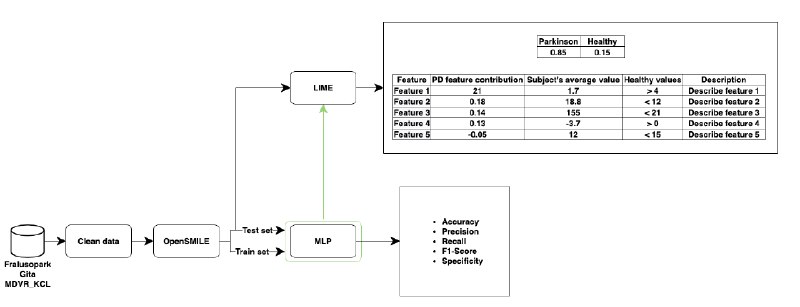 Parkinson Healthy
0.85 0.15
LIME
Feature PD feature contribution Subject's average value Healthy values Description
Feature 1 21 1.7 > 4 Describe feature 1
Feature 2 0.18 18.8 < 12 Describe feature 2
Feature 3 0.14 155 < 21 Describe feature 3
Feature 4 0.13 -3.7 > 0 Describe feature 4
Feature 5 -0.05 12 < 15 Describe feature 5
Test set
Train set
Clean data
OpenSMILE
MLP
• Accuracy
• Precision
• Recall
• F1-Score
• Specificity
Fralusopark
Gita
MDVR_KCL